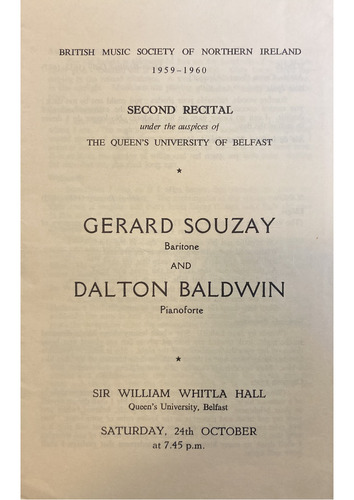 BRITISH MUSIC SOCIETY OF NORTHERN IRELAND
1959-1960
SECOND RECITAL
under the auspices of
THE QUEEN'S UNIVERSITY OF BELFAST
*
GERARD SOUZAY
Baritone
AND
DALTON BALDWIN
Pianoforte
*
SIR WILLIAM WHITLA HALL
Queen's University, Belfast
SATURDAY, 24th OCTOBER
at 7.45 p.m.